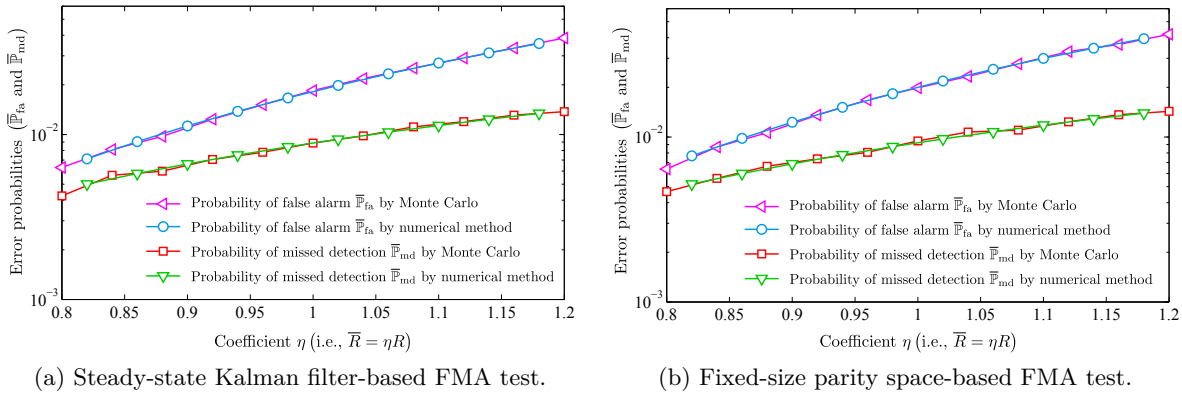 Error probabilities (ℙ̅fa and ℙ̅md)
10⁻²
10⁻³
Probability of false alarm ℙ̅fa by Monte Carlo
Probability of false alarm ℙ̅fa by numerical method
Probability of missed detection ℙ̅md by Monte Carlo
Probability of missed detection ℙ̅md by numerical method
0.8 0.85 0.9 0.95 1 1.05 1.1 1.15 1.2
Coefficient η (i.e., R̅ = ηR)
(a) Steady-state Kalman filter-based FMA test.
Error probabilities (ℙ̅fa and ℙ̅md)
10⁻²
10⁻³
Probability of false alarm ℙ̅fa by Monte Carlo
Probability of false alarm ℙ̅fa by numerical method
Probability of missed detection ℙ̅md by Monte Carlo
Probability of missed detection ℙ̅md by numerical method
0.8 0.85 0.9 0.95 1 1.05 1.1 1.15 1.2
Coefficient η (i.e., R̅ = ηR)
(b) Fixed-size parity space-based FMA test.